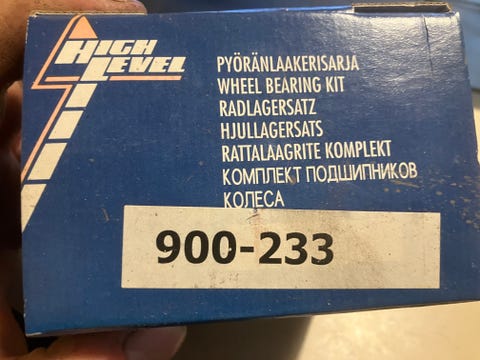 HIGH
LEVEL
PYÖRÄNLAAKERISARJA
WHEEL BEARING KIT
RADLAGERSATZ
HJULLAGERSATS
RATTALAAGRITE KOMPLEKT
КОМПЛЕКТ ПОДШИПНИКОВ
КОЛЕСА
900-233